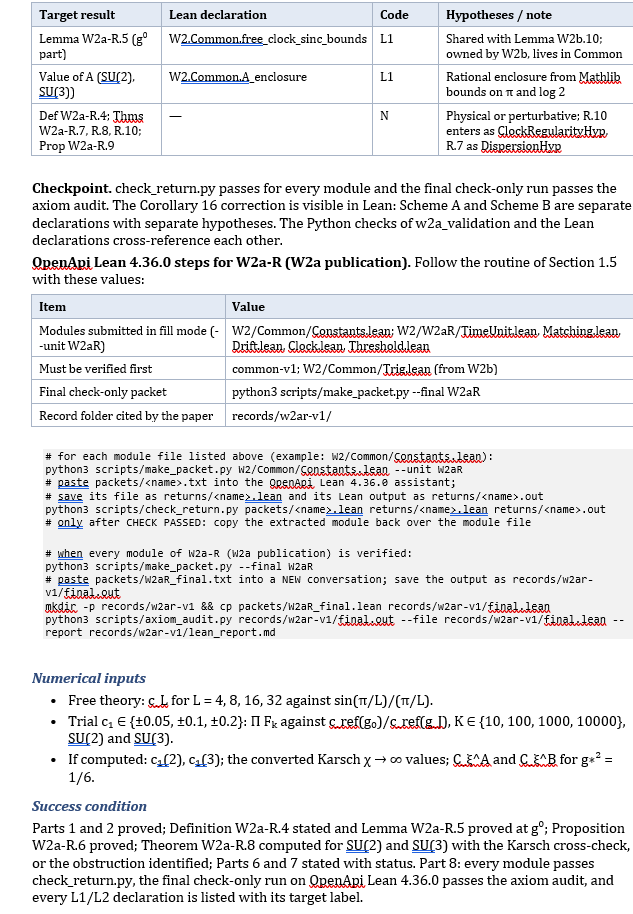 Target result Lean declaration Code Hypotheses / note
Lemma W2a-R.5 (g⁰ W2.Common.free_clock_sinc_bounds L1 Shared with Lemma W2b.10;
part) owned by W2b, lives in Common
Value of A (SU(2), W2.Common.A_enclosure L1 Rational enclosure from Mathlib
SU(3)) bounds on π and log 2
Def W2a-R.4; Thms — N Physical or perturbative; R.10
W2a-R.7, R.8, R.10; enters as ClockRegularityHyp,
Prop W2a-R.9 R.7 as DispersionHyp
Checkpoint. check_return.py passes for every module and the final check-only run passes the
axiom audit. The Corollary 16 correction is visible in Lean: Scheme A and Scheme B are separate
declarations with separate hypotheses. The Python checks of w2a_validation and the Lean
declarations cross-reference each other.
OpenApi Lean 4.36.0 steps for W2a-R (W2a publication). Follow the routine of Section 1.5
with these values:
Item Value
Modules submitted in fill mode (- W2/Common/Constants.lean; W2/W2aR/TimeUnit.lean, Matching.lean,
-unit W2aR) Drift.lean, Clock.lean, Threshold.lean
Must be verified first common-v1; W2/Common/Trig.lean (from W2b)
Final check-only packet python3 scripts/make_packet.py --final W2aR
Record folder cited by the paper records/w2ar-v1/
# for each module file listed above (example: W2/Common/Constants.lean):
python3 scripts/make_packet.py W2/Common/Constants.lean --unit W2aR
# paste packets/<name>.txt into the OpenApi Lean 4.36.0 assistant;
# save its file as returns/<name>.lean and its Lean output as returns/<name>.out
python3 scripts/check_return.py packets/<name>.lean returns/<name>.lean returns/<name>.out
# only after CHECK PASSED: copy the extracted module back over the module file
# when every module of W2a-R (W2a publication) is verified:
python3 scripts/make_packet.py --final W2aR
# paste packets/W2aR_final.txt into a NEW conversation; save the output as records/w2ar-
v1/final.out
mkdir -p records/w2ar-v1 && cp packets/W2aR_final.lean records/w2ar-v1/final.lean
python3 scripts/axiom_audit.py records/w2ar-v1/final.out --file records/w2ar-v1/final.lean --
report records/w2ar-v1/lean_report.md
Numerical inputs
• Free theory: c_L for L = 4, 8, 16, 32 against sin(π/L)/(π/L).
• Trial c₁ ∈ {±0.05, ±0.1, ±0.2}: Π Fₖ against c_ref(g₀)/c_ref(g_J), K ∈ {10, 100, 1000, 10000},
SU(2) and SU(3).
• If computed: c₁(2), c₁(3); the converted Karsch χ → ∞ values; C_ξ^A and C_ξ^B for g*² =
1/6.
Success condition
Parts 1 and 2 proved; Definition W2a-R.4 stated and Lemma W2a-R.5 proved at g⁰; Proposition
W2a-R.6 proved; Theorem W2a-R.8 computed for SU(2) and SU(3) with the Karsch cross-check,
or the obstruction identified; Parts 6 and 7 stated with status. Part 8: every module passes
check_return.py, the final check-only run on OpenApi Lean 4.36.0 passes the axiom audit, and
every L1/L2 declaration is listed with its target label.